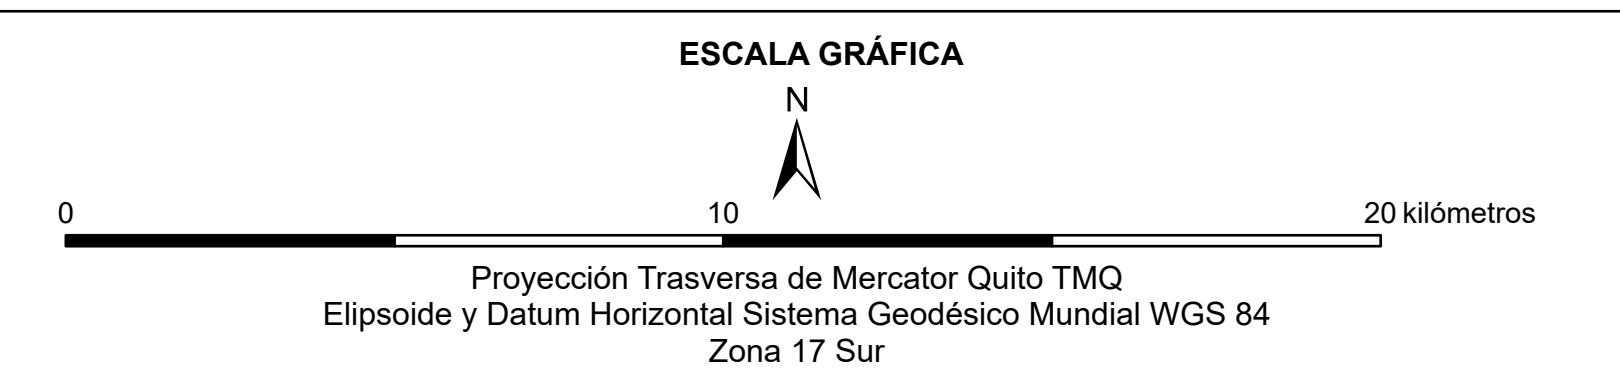 ESCALA GRÁFICA
N
0 10 20 kilómetros
Proyección Trasversa de Mercator Quito TMQ
Elipsoide y Datum Horizontal Sistema Geodésico Mundial WGS 84
Zona 17 Sur